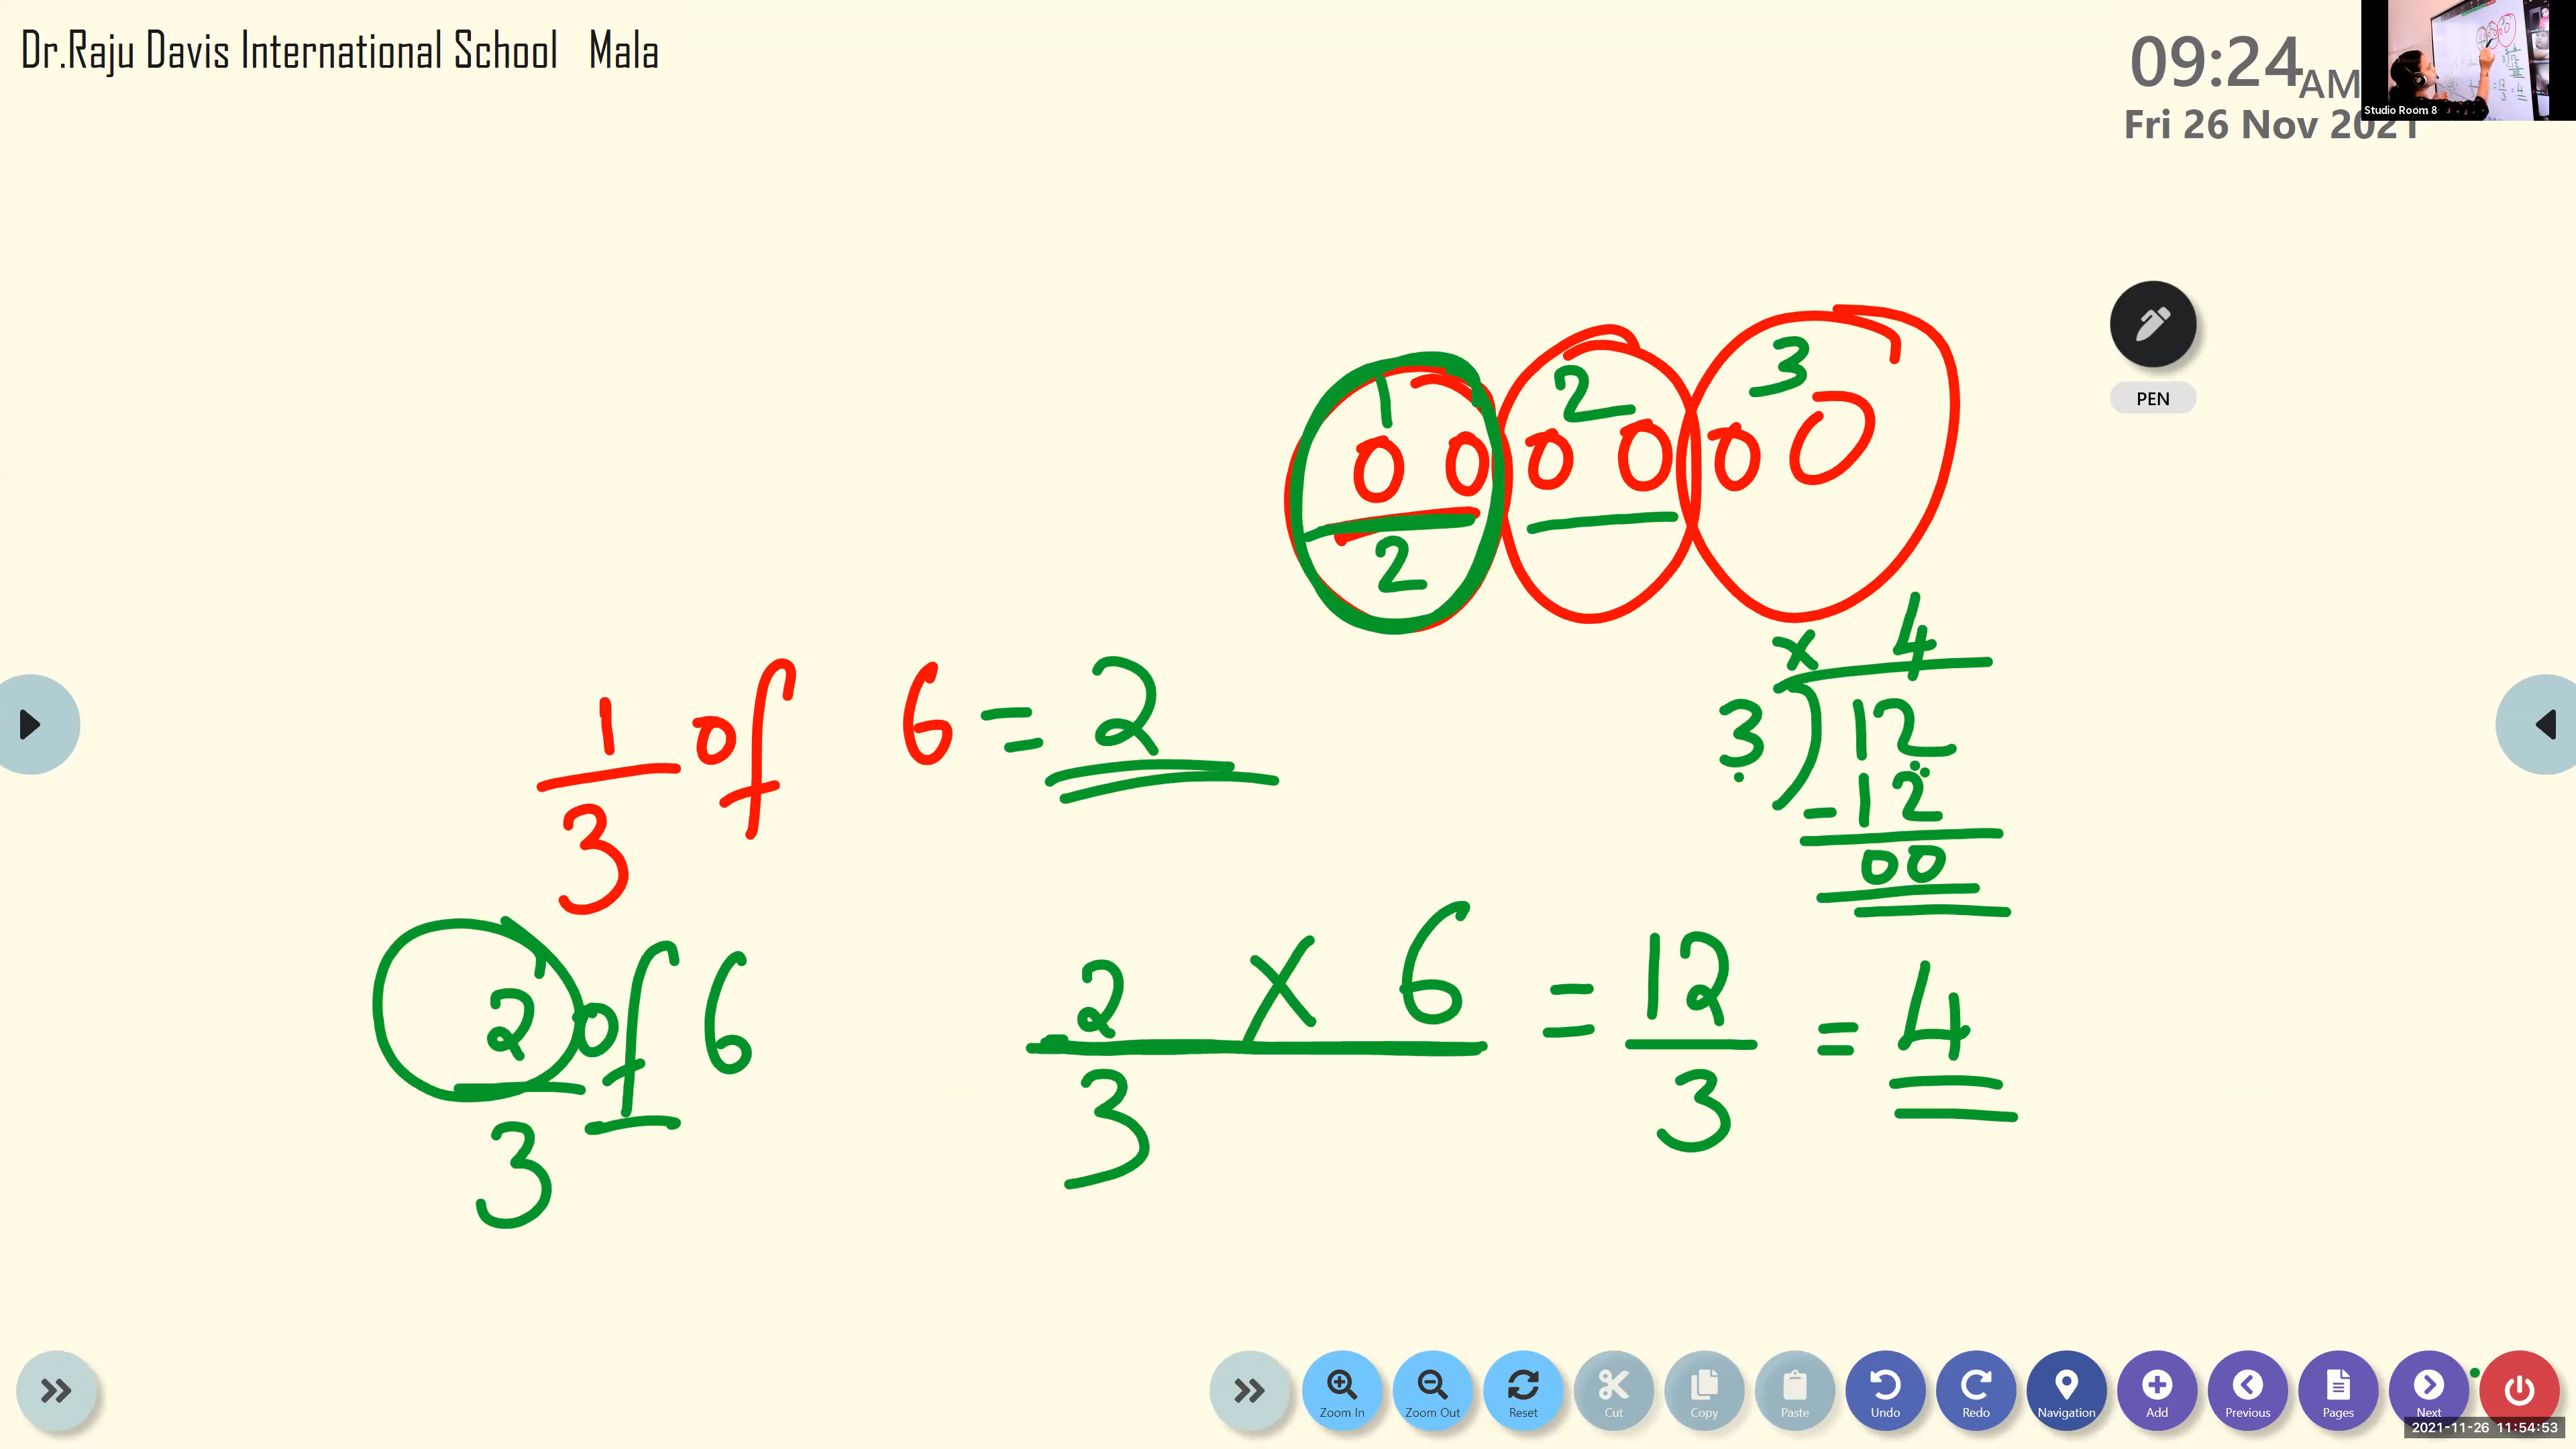 Dr.Raju Davis International School Mala
09:24 AM
Fri 26 Nov 2021
Studio Room 8
PEN
1 2 3
0 0 0 0 0 0
2
1/3 of 6 = 2
x 4
3)12
-12
00
2/3 of 6
2 x 6 / 3 = 12/3 = 4
Zoom In Zoom Out Reset Cut Copy Paste Undo Redo Navigation Add Previous Pages Next
2021-11-26 11:54:53